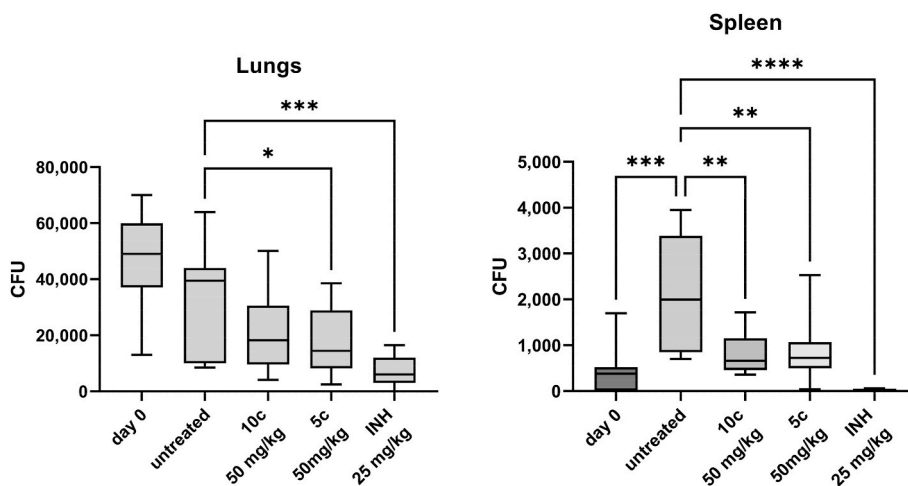 Lungs
***
*
80,000
60,000
40,000
20,000
0
CFU
day 0
untreated
10c
50 mg/kg
5c
50mg/kg
INH
25 mg/kg
Spleen
****
**
*** **
5,000
4,000
3,000
2,000
1,000
0
CFU
day 0
untreated
10c
50 mg/kg
5c
50mg/kg
INH
25 mg/kg